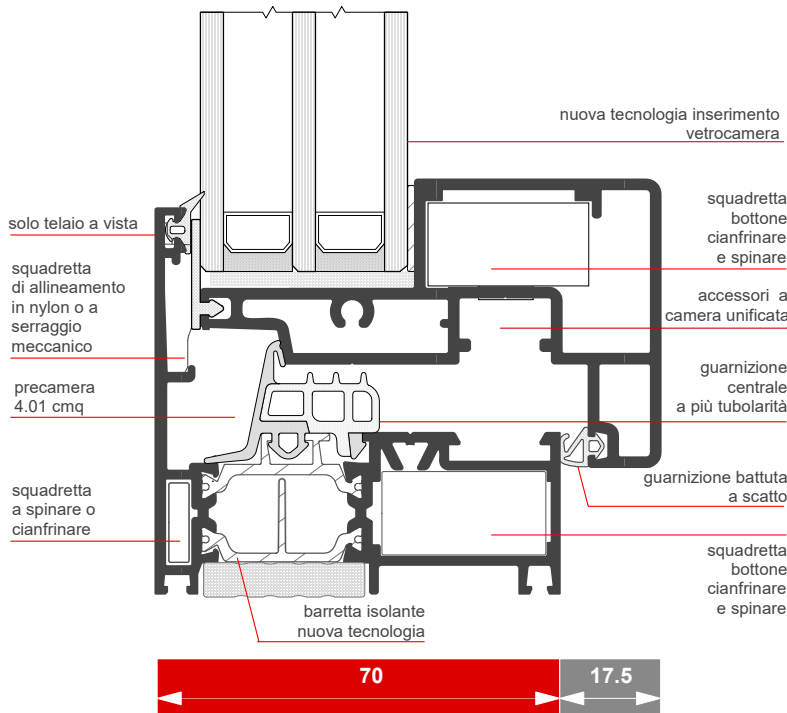 nuova tecnologia inserimento
vetrocamera
solo telaio a vista
squadretta
di allineamento
in nylon o a
serraggio
meccanico
precamera
4.01 cmq
squadretta
a spinare o
cianfrinare
squadretta
bottone
cianfrinare
e spinare
accessori a
camera unificata
guarnizione
centrale
a più tubolarità
guarnizione battuta
a scatto
squadretta
bottone
cianfrinare
e spinare
barretta isolante
nuova tecnologia
70
17.5